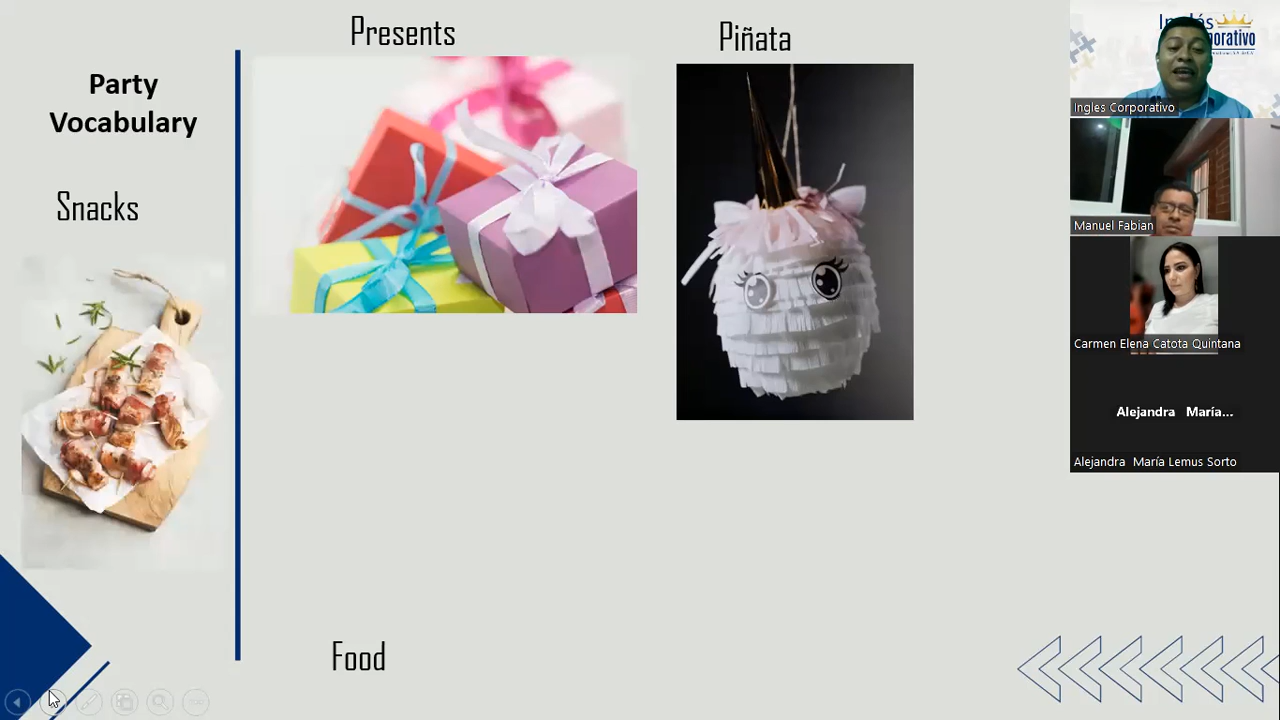 Presents
Piñata
Party
Vocabulary
Snacks
Food
Inglés
Ingles Corporativo
Manuel Fabian
Carmen Elena Catota Quintana
Alejandra María...
Alejandra María Lemus Sorto